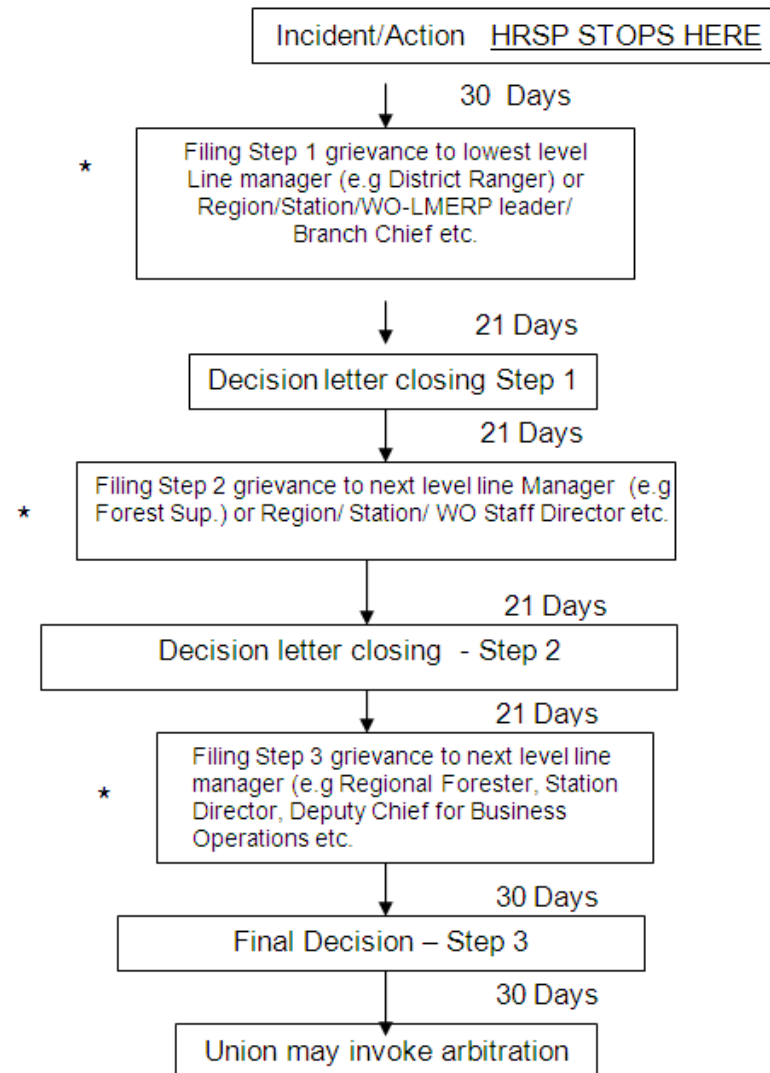 Incident/Action HRSP STOPS HERE
30 Days
*
Filing Step 1 grievance to lowest level
Line manager (e.g District Ranger) or
Region/Station/WO-LMERP leader/
Branch Chief etc.
21 Days
Decision letter closing Step 1
21 Days
*
Filing Step 2 grievance to next level line Manager (e.g
Forest Sup.) or Region/ Station/ WO Staff Director etc.
21 Days
Decision letter closing - Step 2
21 Days
*
Filing Step 3 grievance to next level line
manager (e.g Regional Forester, Station
Director, Deputy Chief for Business
Operations etc.
30 Days
Final Decision – Step 3
30 Days
Union may invoke arbitration